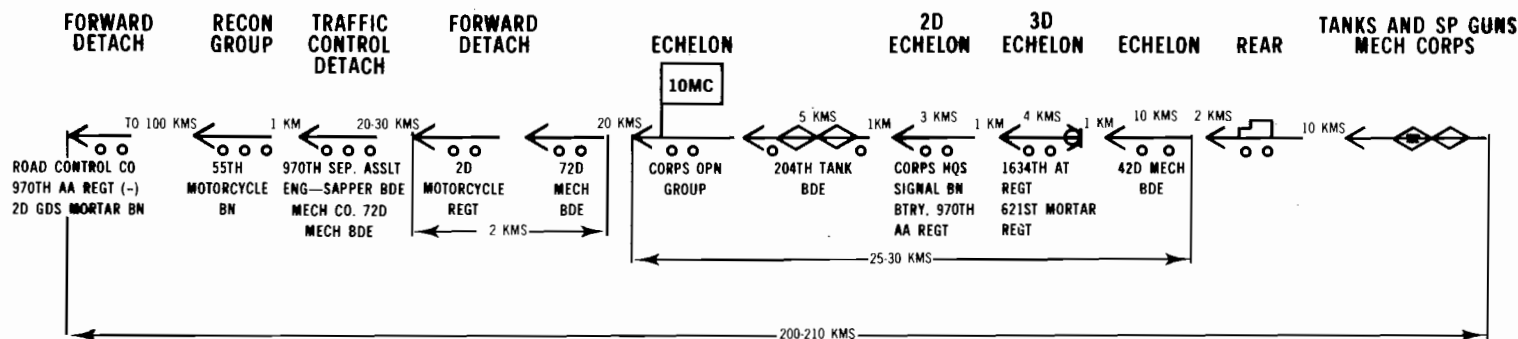 FORWARD DETACH
RECON GROUP
TRAFFIC CONTROL DETACH
FORWARD DETACH
ECHELON
2D ECHELON
3D ECHELON
ECHELON
REAR
TANKS AND SP GUNS
MECH CORPS
10MC
TO 100 KMS
1 KM
20-30 KMS
20 KMS
5 KMS
1KM
3 KMS
1 KM
4 KMS
1 KM
10 KMS
2 KMS
10 KMS
ROAD CONTROL CO
970TH AA REGT (-)
2D GDS MORTAR BN
55TH
MOTORCYCLE
BN
970TH SEP. ASSLT
ENG—SAPPER BDE
MECH CO. 72D
MECH BDE
2D
MOTORCYCLE
REGT
72D
MECH
BDE
CORPS OPN
GROUP
204TH TANK
BDE
CORPS HQS
SIGNAL BN
BTRY. 970TH
AA REGT
1634TH AT
REGT
621ST MORTAR
REGT
42D MECH
BDE
2 KMS
25-30 KMS
200-210 KMS